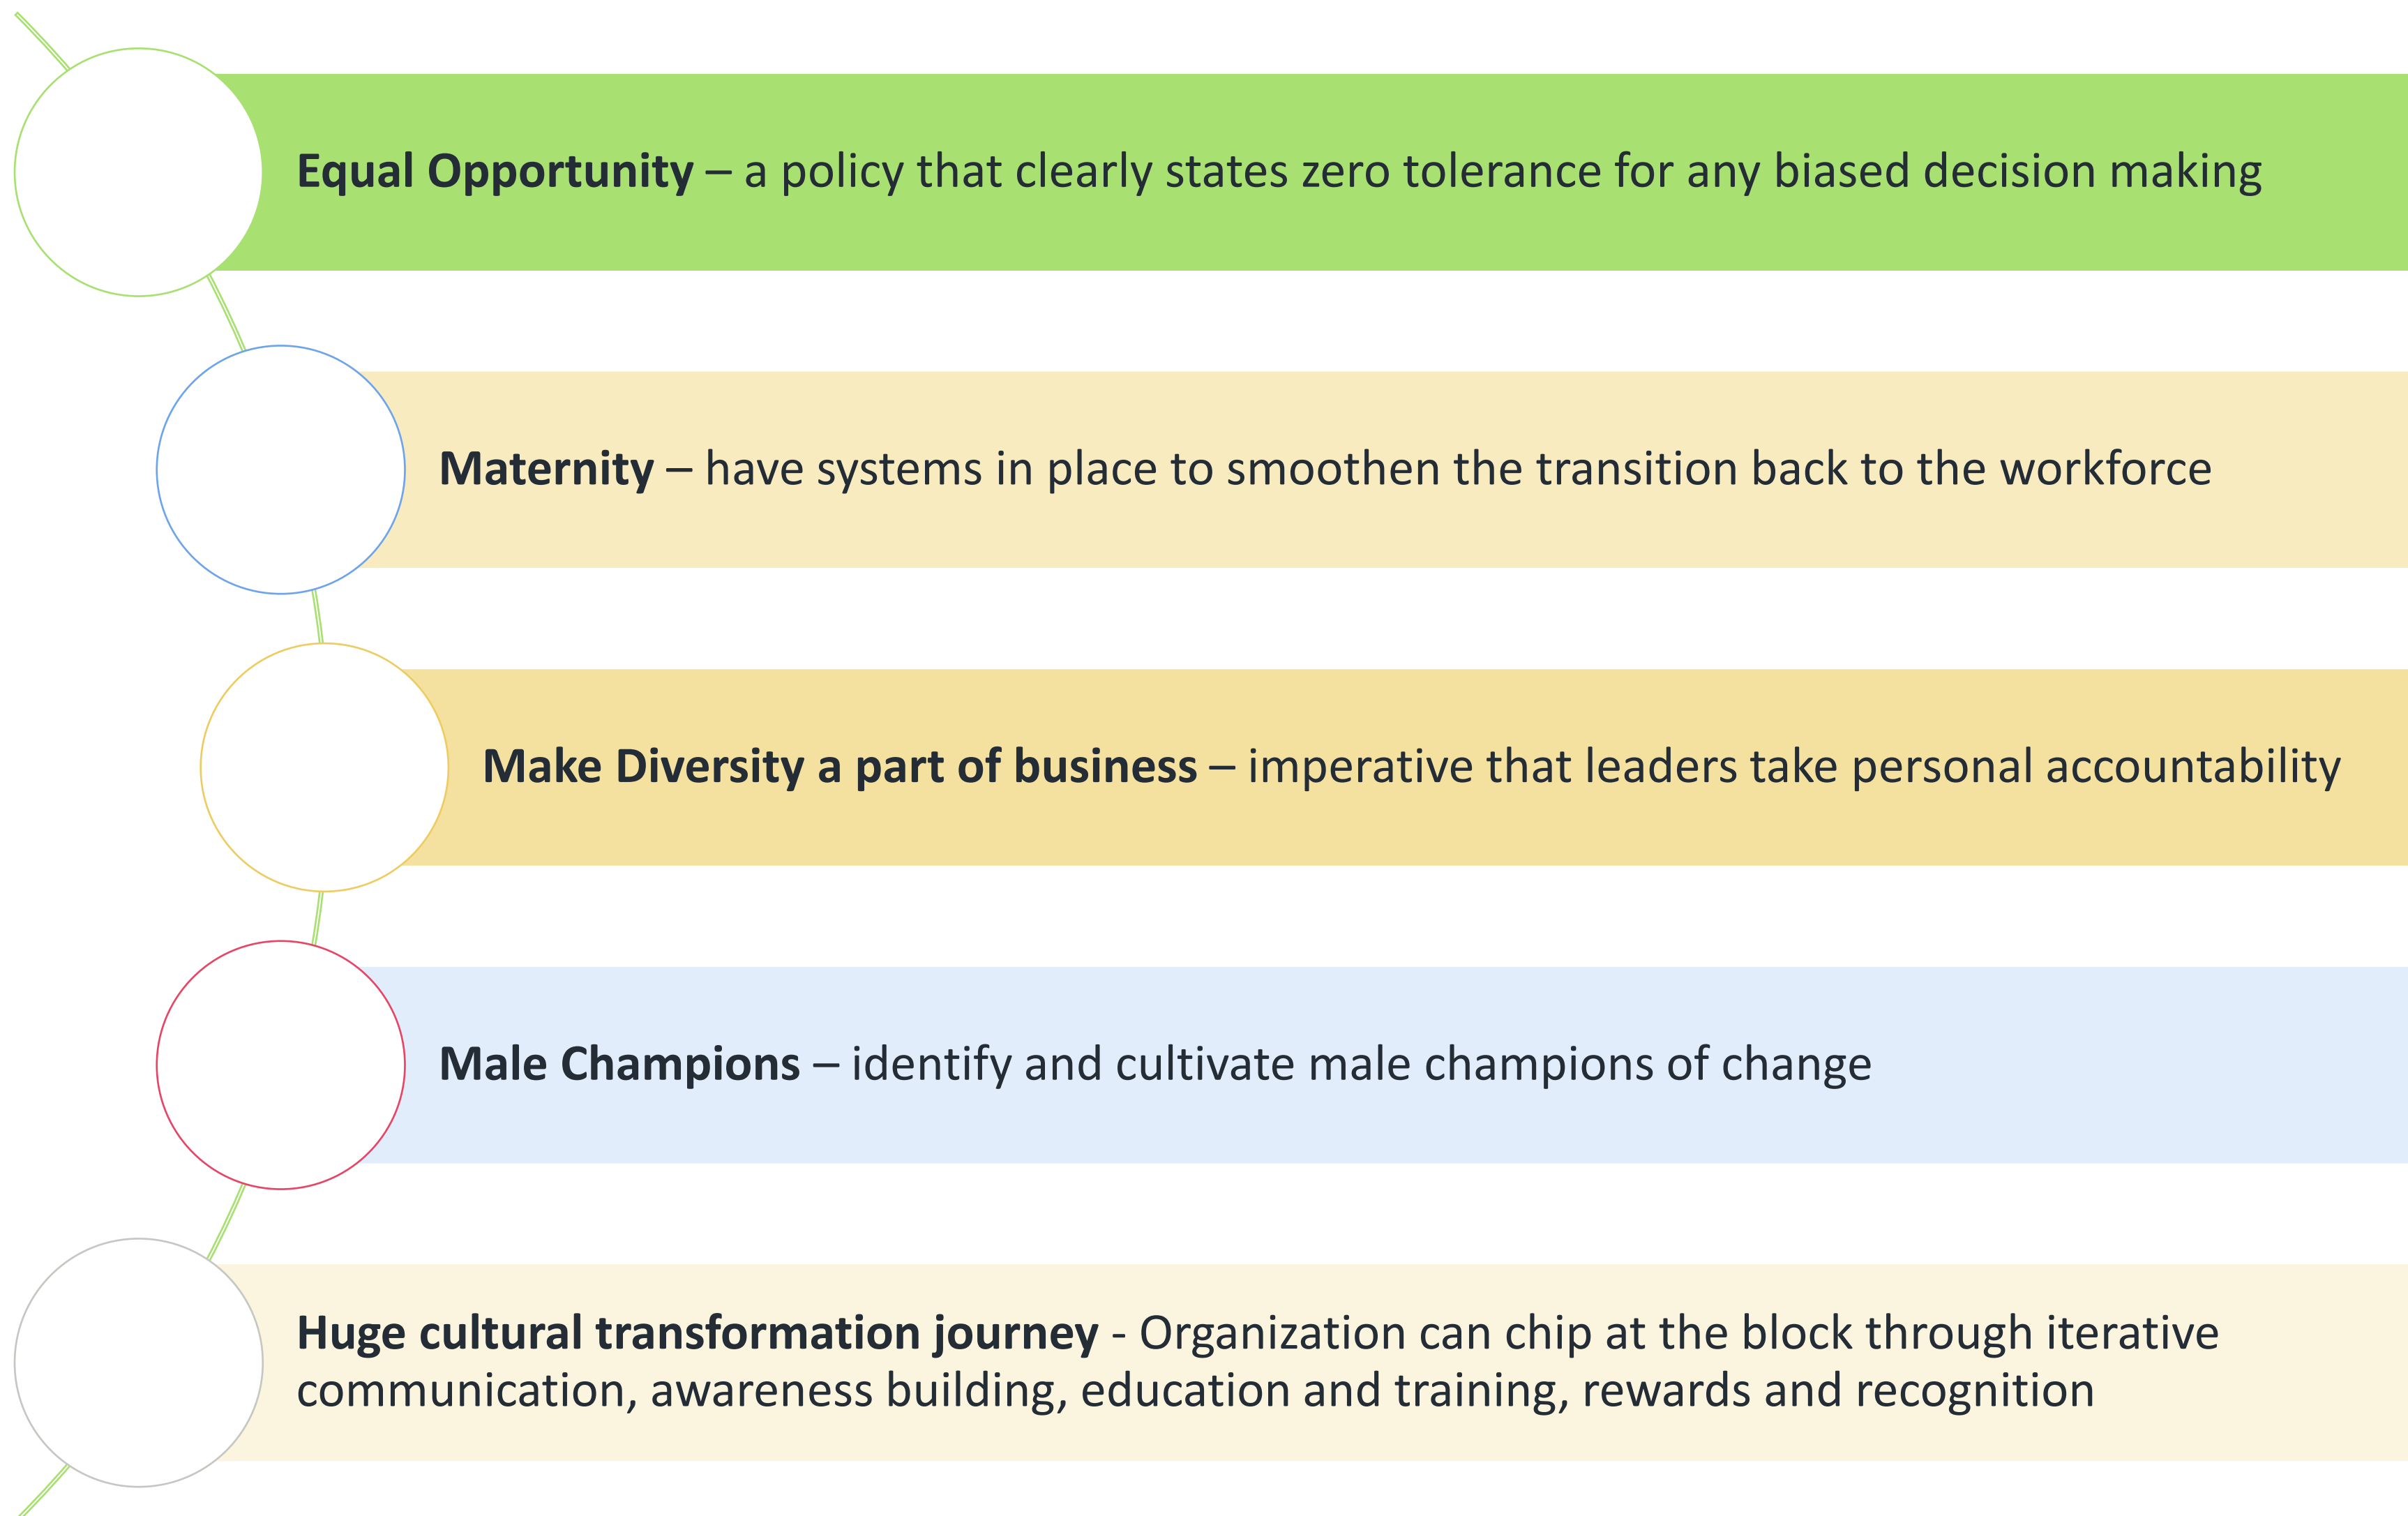 Equal Opportunity – a policy that clearly states zero tolerance for any biased decision making
Maternity – have systems in place to smoothen the transition back to the workforce
Make Diversity a part of business – imperative that leaders take personal accountability
Male Champions – identify and cultivate male champions of change
Huge cultural transformation journey - Organization can chip at the block through iterative
communication, awareness building, education and training, rewards and recognition